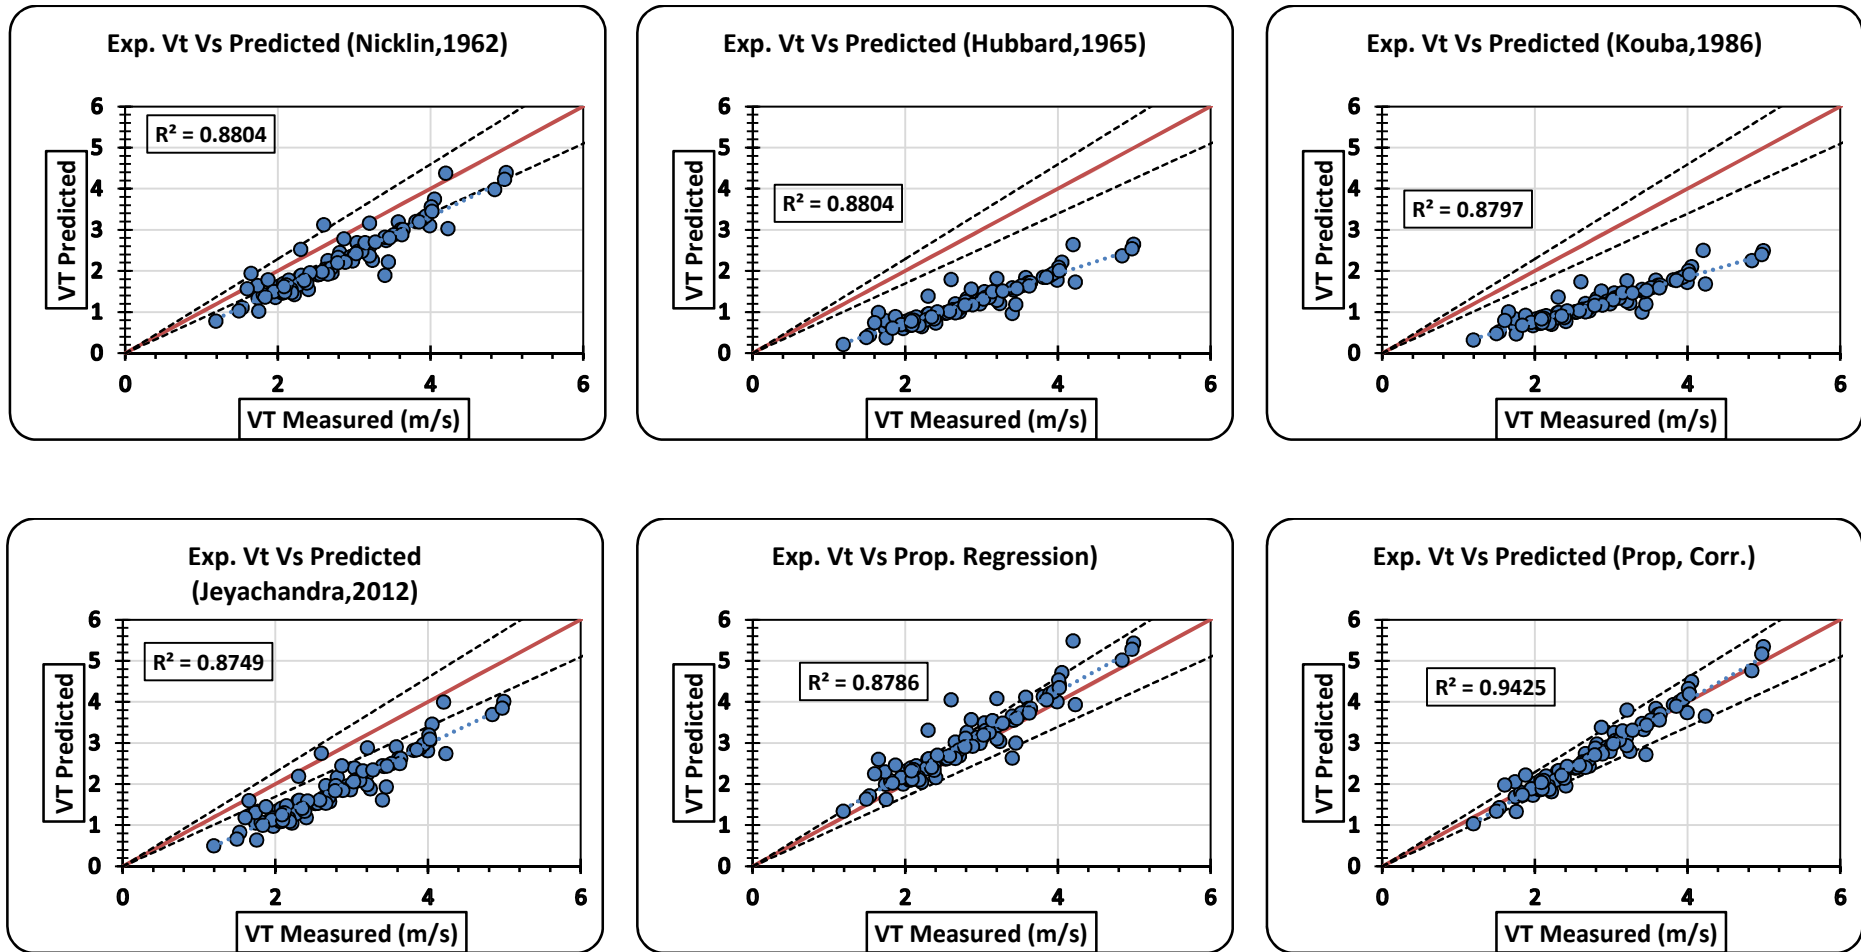 Exp. Vt Vs Predicted (Nicklin,1962)
6
5
4
3
2
1
0
0 2 4 6
R² = 0.8804
VT Predicted
VT Measured (m/s)
Exp. Vt Vs Predicted (Hubbard,1965)
6
5
4
3
2
1
0
0 2 4 6
R² = 0.8804
VT Predicted
VT Measured (m/s)
Exp. Vt Vs Predicted (Kouba,1986)
6
5
4
3
2
1
0
0 2 4 6
R² = 0.8797
VT Predicted
VT Measured (m/s)
Exp. Vt Vs Predicted
(Jeyachandra,2012)
6
5
4
3
2
1
0
0 2 4 6
R² = 0.8749
VT Predicted
VT Measured (m/s)
Exp. Vt Vs Prop. Regression)
6
5
4
3
2
1
0
0 2 4 6
R² = 0.8786
VT Predicted
VT Measured (m/s)
Exp. Vt Vs Predicted (Prop, Corr.)
6
5
4
3
2
1
0
0 2 4 6
R² = 0.9425
VT Predicted
VT Measured (m/s)